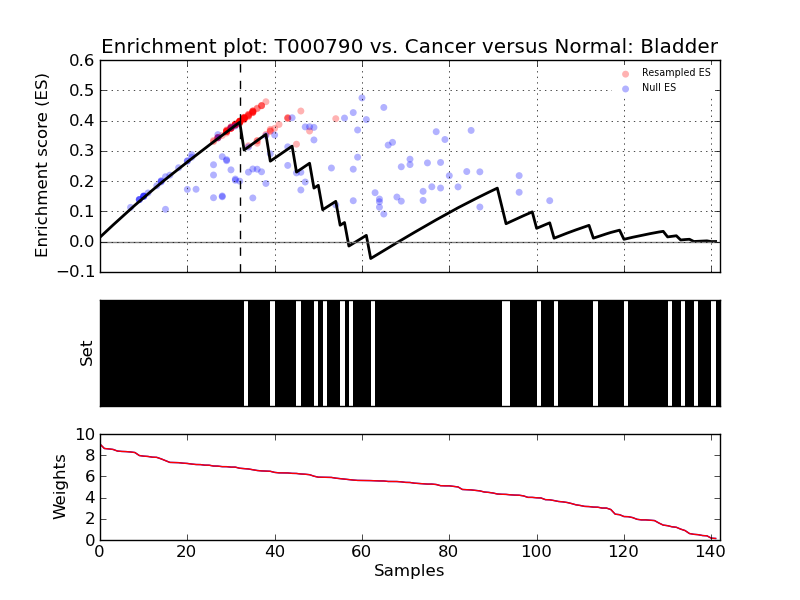 Enrichment plot: T000790 vs. Cancer versus Normal: Bladder
Enrichment score (ES)
0.6
0.5
0.4
0.3
0.2
0.1
0.0
−0.1
Resampled ES
Null ES
Set
Weights
10
8
6
4
2
0
0 20 40 60 80 100 120 140
Samples